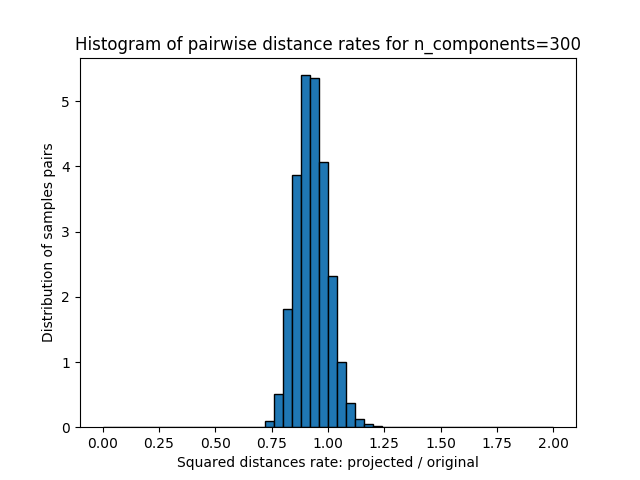 Histogram of pairwise distance rates for n_components=300
Distribution of samples pairs
5
4
3
2
1
0
0.00 0.25 0.50 0.75 1.00 1.25 1.50 1.75 2.00
Squared distances rate: projected / original